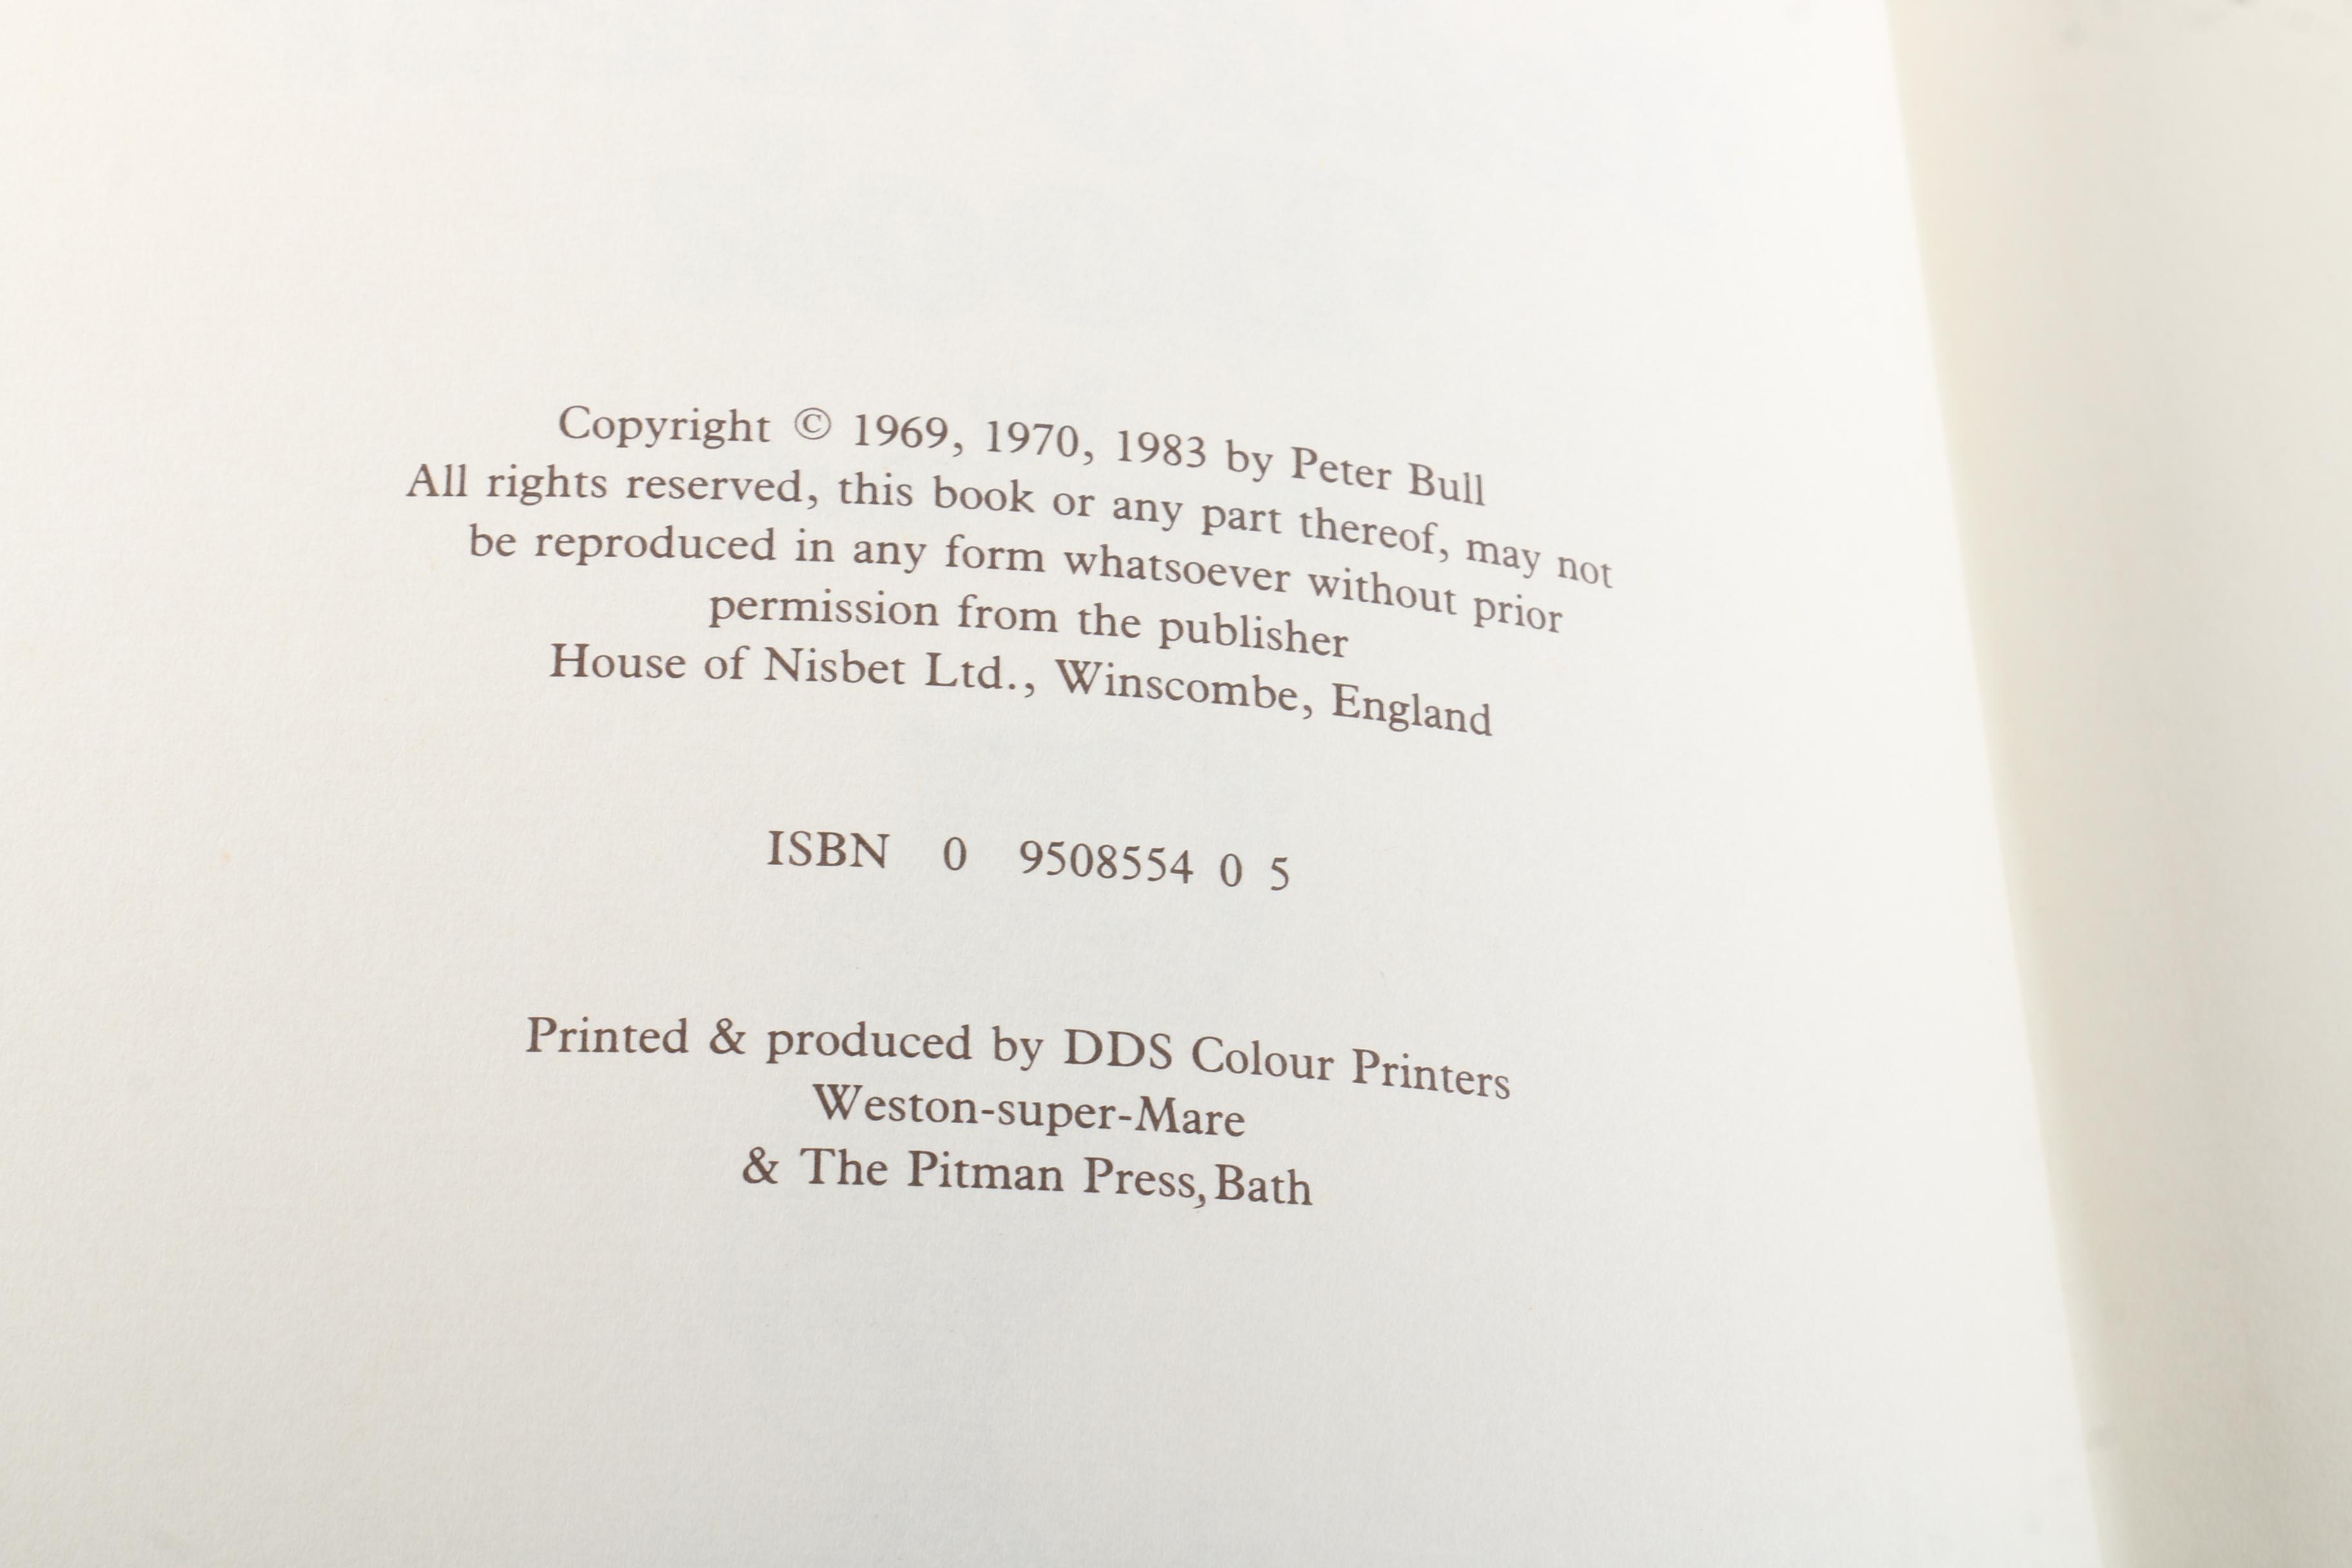 Copyright © 1969, 1970, 1983 by Peter Bull
All rights reserved, this book or any part thereof, may not
be reproduced in any form whatsoever without prior
permission from the publisher
House of Nisbet Ltd., Winscombe, England
ISBN 0 9508554 0 5
Printed & produced by DDS Colour Printers
Weston-super-Mare
& The Pitman Press, Bath